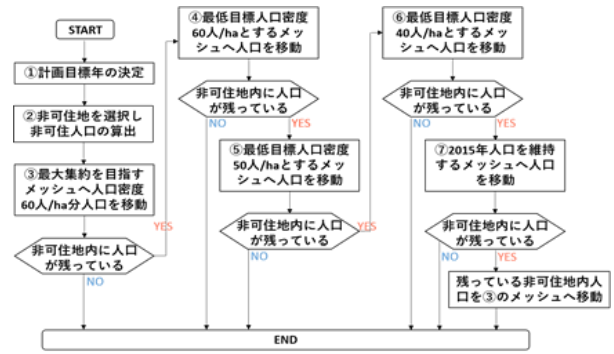 START
①計画目標年の決定
②非可住地を選択し
非可住人口の算出
③最大集約を目指す
メッシュへ人口密度
60人/ha分人口を移動
YES
非可住地内に人口
が残っている
NO
④最低目標人口密度
60人/haとするメッ
シュへ人口を移動
非可住地内に人口
が残っている
NO
YES
⑤最低目標人口密度
50人/haとするメッ
シュへ人口を移動
非可住地内に人口
が残っている
NO
YES
⑥最低目標人口密度
40人/haとするメッ
シュへ人口を移動
非可住地内に人口
が残っている
NO
YES
⑦2015年人口を維持
するメッシュへ人口
を移動
非可住地内に人口
が残っている
NO
YES
残っている非可住地内人
口を③のメッシュへ移動
END